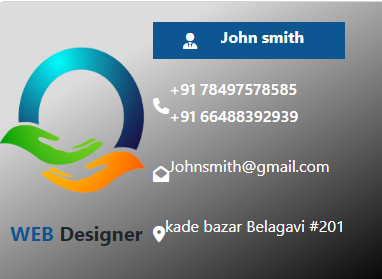 John smith
+91 78497578585
+91 66488392939
Johnsmith@gmail.com
WEB Designer
kade bazar Belagavi #201